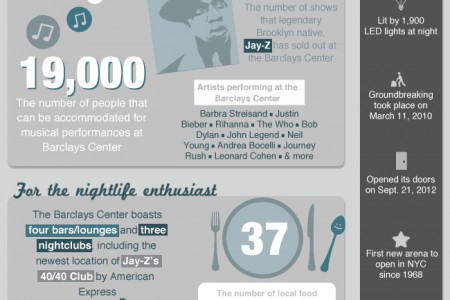 The number of shows
that legendary
Brooklyn native,
Jay-Z has sold out at
the Barclays Center
19,000
The number of people that
can be accommodated for
musical performances at
Barclays Center
Artists performing at the
Barclays Center
Barbra Streisand • Justin
Bieber • Rihanna • The Who • Bob
Dylan • John Legend • Neil
Young • Andrea Bocelli • Journey
Rush • Leonard Cohen • & more
For the nightlife enthusiast
The Barclays Center boasts
four bars/lounges and three
nightclubs, including the
newest location of Jay-Z's
40/40 Club by American
Express
37
The number of local food
Lit by 1,900
LED lights at night
Groundbreaking
took place on
March 11, 2010
Opened its doors
on Sept. 21, 2012
First new arena to
open in NYC
since 1968